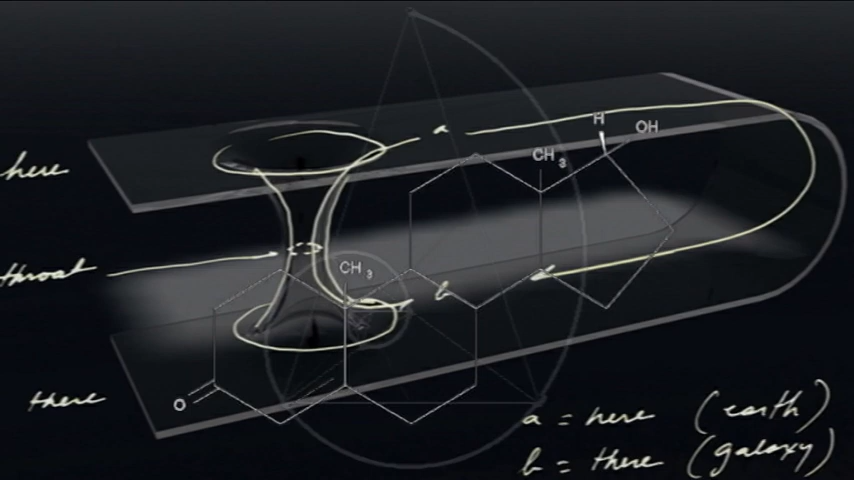 H
OH
CH3
a
here
throat
CH3
b
there
O
a = here (earth)
b = there (galaxy)